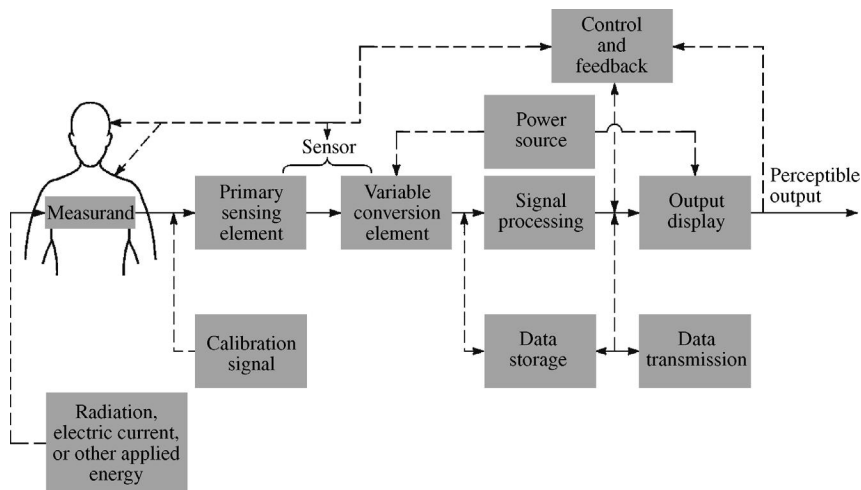 Control
and
feedback
Power
source
Sensor
Perceptible
output
Measurand
Primary
sensing
element
Variable
conversion
element
Signal
processing
Output
display
Calibration
signal
Data
storage
Data
transmission
Radiation,
electric current,
or other applied
energy